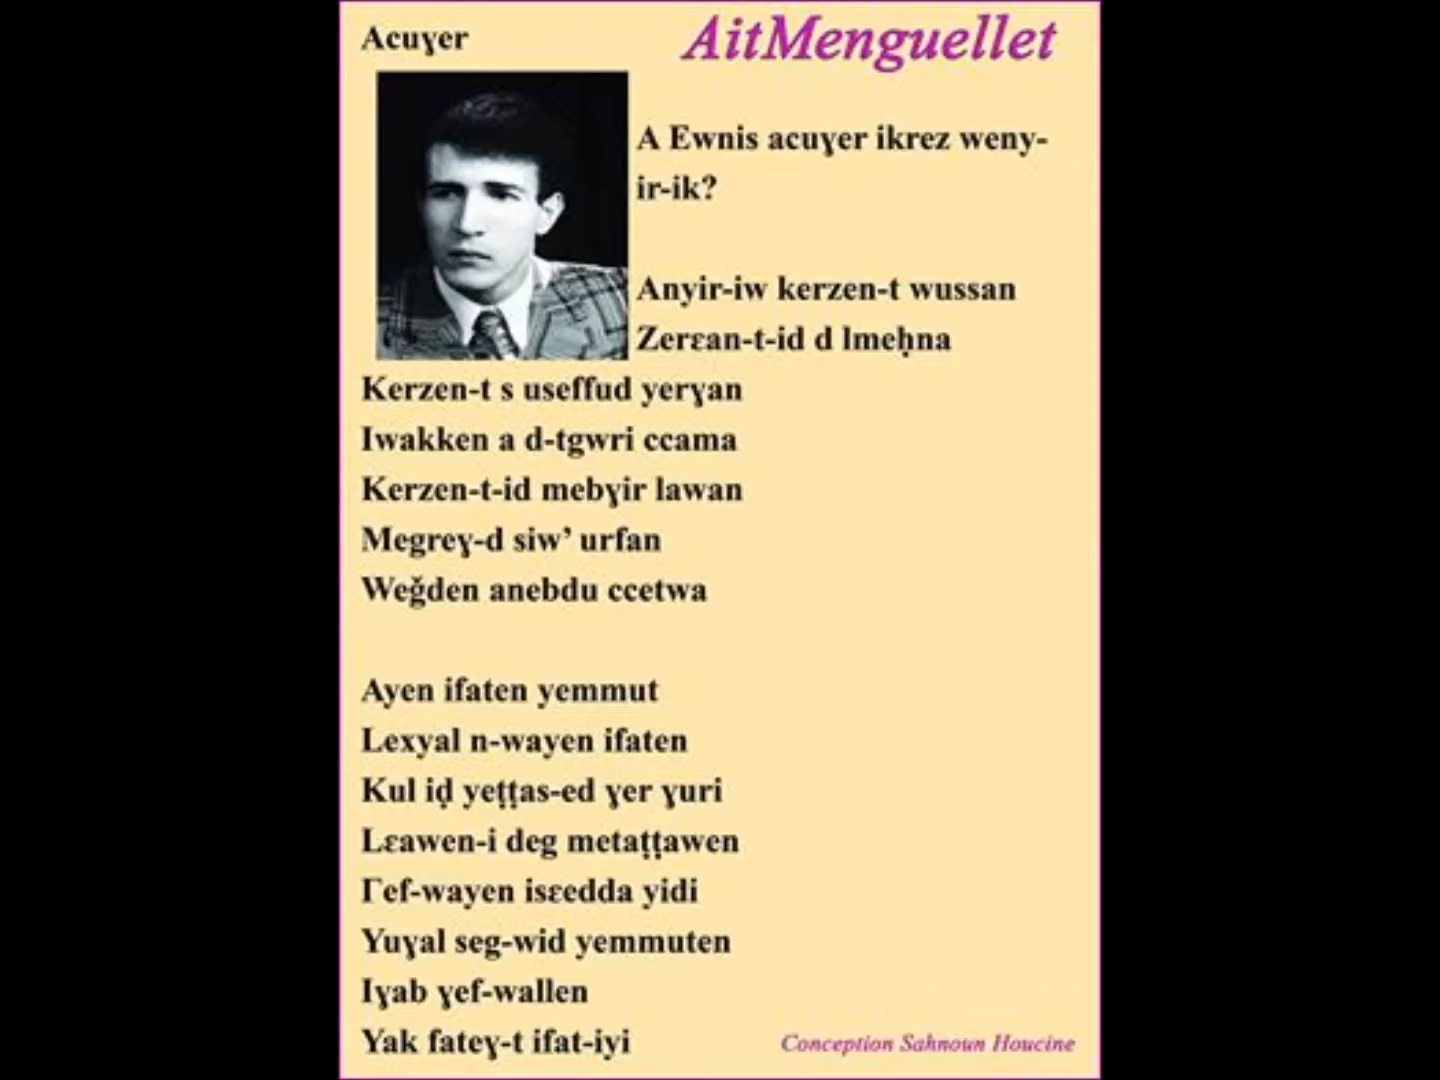 Acuɣer
AitMenguellet
A Ewnis acuɣer ikrez weny-
ir-ik?
Anyir-iw kerzen-t wussan
Zerɛan-t-id d lmeḥna
Kerzen-t s useffud yerɣan
Iwakken a d-tgwri ccama
Kerzen-t-id mebɣir lawan
Megreɣ-d siw’ urfan
Weǧden anebdu ccetwa
Ayen ifaten yemmut
Lexyal n-wayen ifaten
Kul iḍ yeṭṭas-ed ɣer ɣuri
Lɛawen-i deg metaṭṭawen
Γef-wayen isɛedda yidi
Yuɣal seg-wid yemmuten
Iɣab ɣef-wallen
Yak fateɣ-t ifat-iyi
Conception Sahnoun Houcine